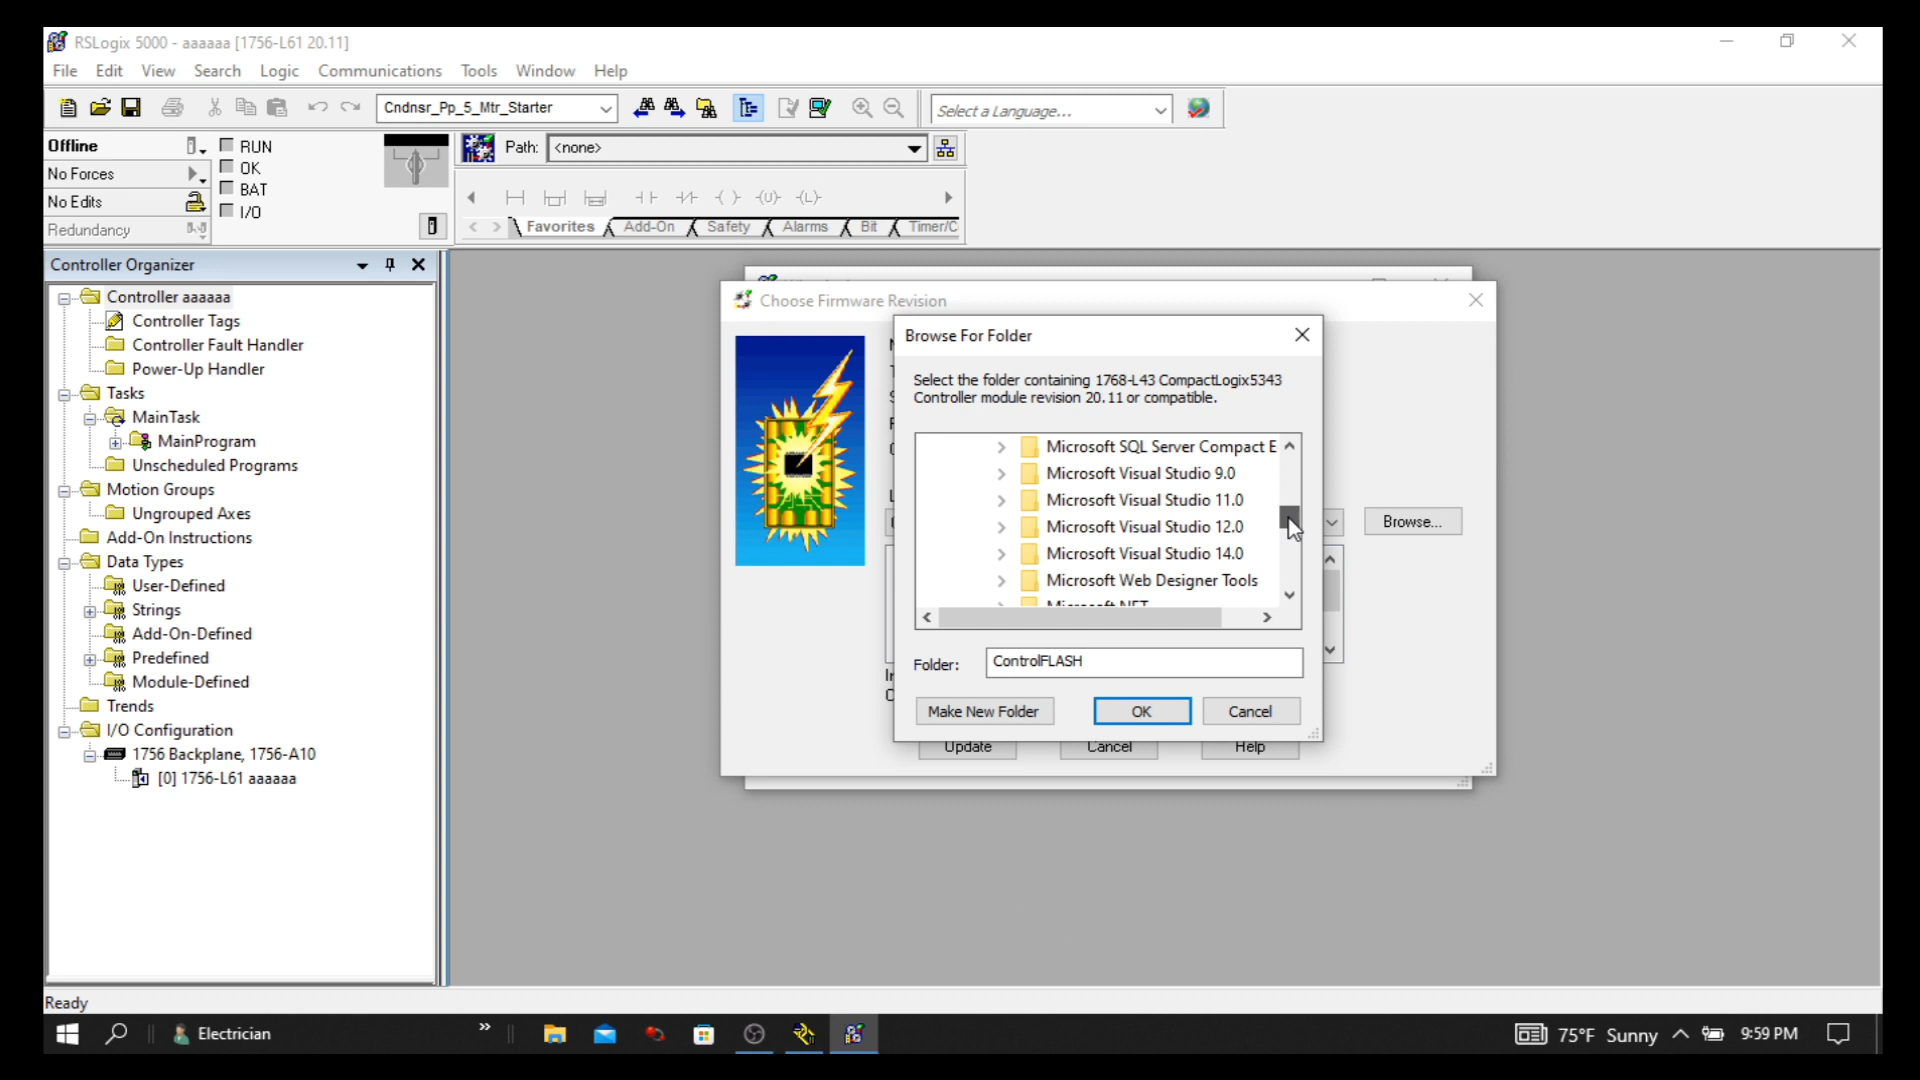 RSLogix 5000 - aaaaaa [1756-L61 20.11]
File Edit View Search Logic Communications Tools Window Help
Cndnsr_Pp_5_Mtr_Starter
Select a Language...
Offline
RUN
Path: <none>
No Forces
OK
No Edits
BAT
I/O
Redundancy
Favorites Add-On Safety Alarms Bit Timer/C
Controller Organizer
Controller aaaaaa
Controller Tags
Controller Fault Handler
Power-Up Handler
Tasks
MainTask
MainProgram
Unscheduled Programs
Motion Groups
Ungrouped Axes
Add-On Instructions
Data Types
User-Defined
Strings
Add-On-Defined
Predefined
Module-Defined
Trends
I/O Configuration
1756 Backplane, 1756-A10
[0] 1756-L61 aaaaaa
Choose Firmware Revision
Browse For Folder
Select the folder containing 1768-L43 CompactLogix5343
Controller module revision 20.11 or compatible.
Microsoft SQL Server Compact E
Microsoft Visual Studio 9.0
Microsoft Visual Studio 11.0
Microsoft Visual Studio 12.0
Microsoft Visual Studio 14.0
Microsoft Web Designer Tools
Microsoft.NET
Browse...
Folder: ControlFLASH
Make New Folder OK Cancel
Update Cancel Help
Ready
Electrician
75°F Sunny
9:59 PM